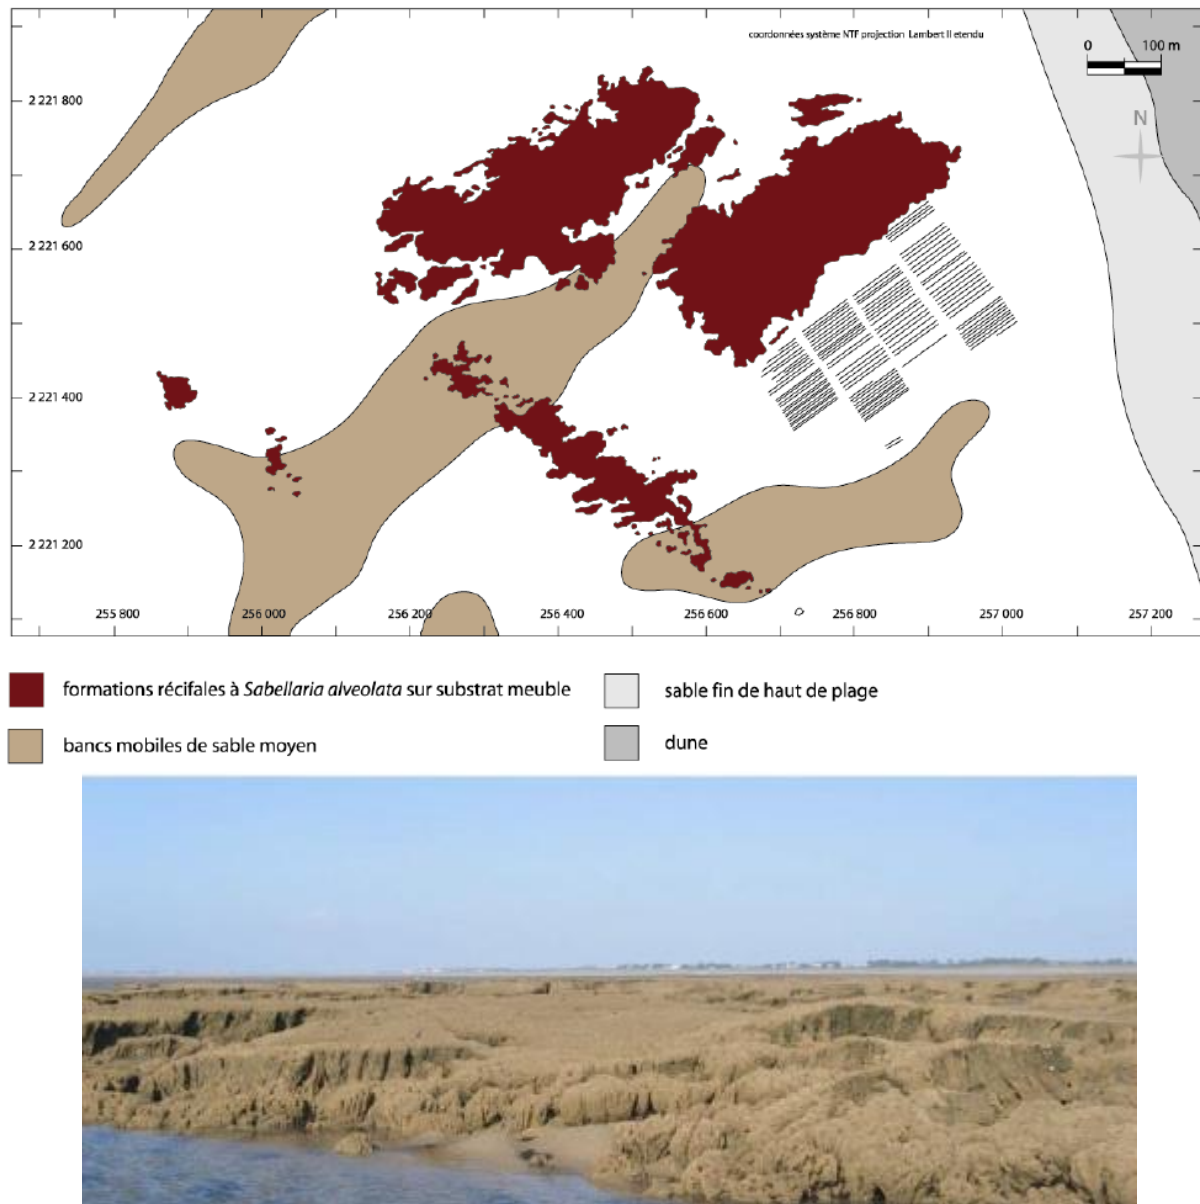 coordonnées système NTF projection Lambert II etendu
0 100 m
N
2 221 800
2 221 600
2 221 400
2 221 200
255 800 256 000 256 200 256 400 256 600 256 800 257 000 257 200
formations récifales à Sabellaria alveolata sur substrat meuble
sable fin de haut de plage
bancs mobiles de sable moyen
dune